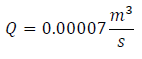 Q = 0.00007 m³/s